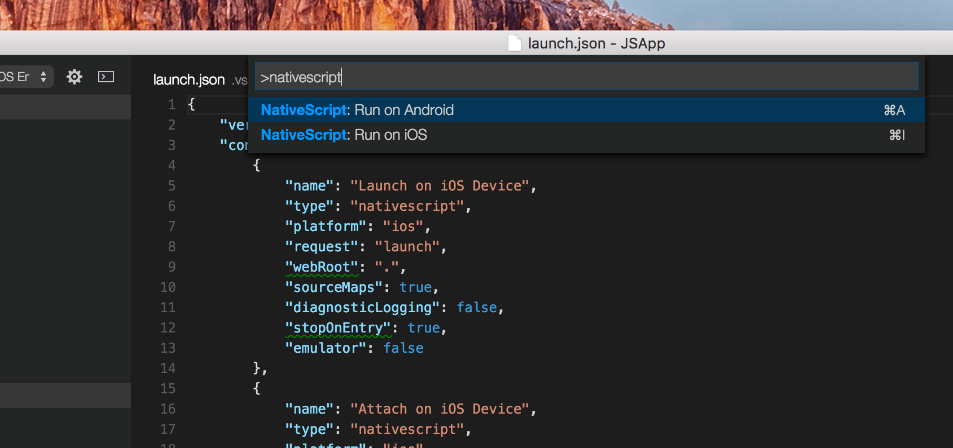 launch.json - JSApp
OS Er
launch.json .vs
>nativescript
NativeScript: Run on Android ⌘A
NativeScript: Run on iOS ⌘I
1 {
2 "ver
3 "con
4 {
5 "name": "Launch on iOS Device",
6 "type": "nativescript",
7 "platform": "ios",
8 "request": "launch",
9 "webRoot": ".",
10 "sourceMaps": true,
11 "diagnosticLogging": false,
12 "stopOnEntry": true,
13 "emulator": false
14 },
15 {
16 "name": "Attach on iOS Device",
17 "type": "nativescript",
18 "platform": "ios"